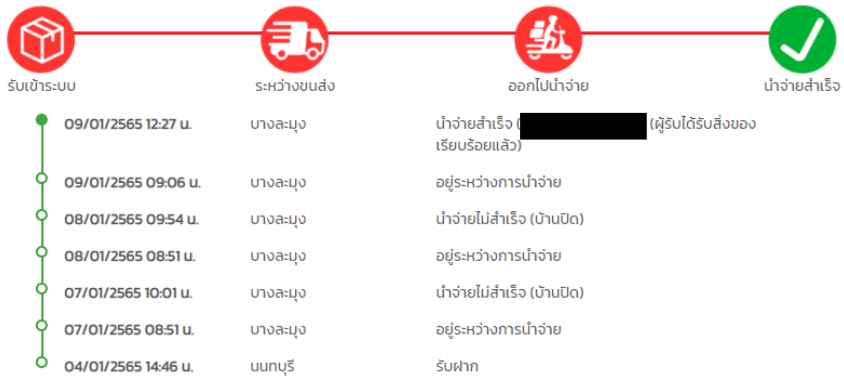 รับเข้าระบบ ระหว่างขนส่ง ออกไปนำจ่าย นำจ่ายสำเร็จ
09/01/2565 12:27 น. บางละมุง นำจ่ายสำเร็จ ( (ผู้รับได้รับสิ่งของ
เรียบร้อยแล้ว)
09/01/2565 09:06 น. บางละมุง อยู่ระหว่างการนำจ่าย
08/01/2565 09:54 น. บางละมุง นำจ่ายไม่สำเร็จ (บ้านปิด)
08/01/2565 08:51 น. บางละมุง อยู่ระหว่างการนำจ่าย
07/01/2565 10:01 น. บางละมุง นำจ่ายไม่สำเร็จ (บ้านปิด)
07/01/2565 08:51 น. บางละมุง อยู่ระหว่างการนำจ่าย
04/01/2565 14:46 น. นนทบุรี รับฝาก